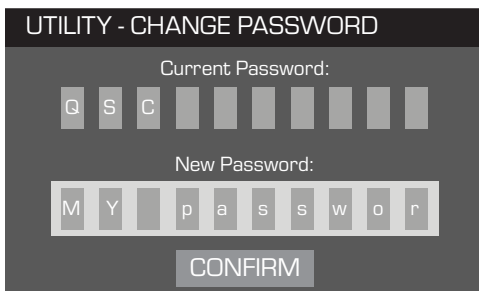 UTILITY - CHANGE PASSWORD
Current Password:
Q S C
New Password:
M Y   p a s s w o r
CONFIRM